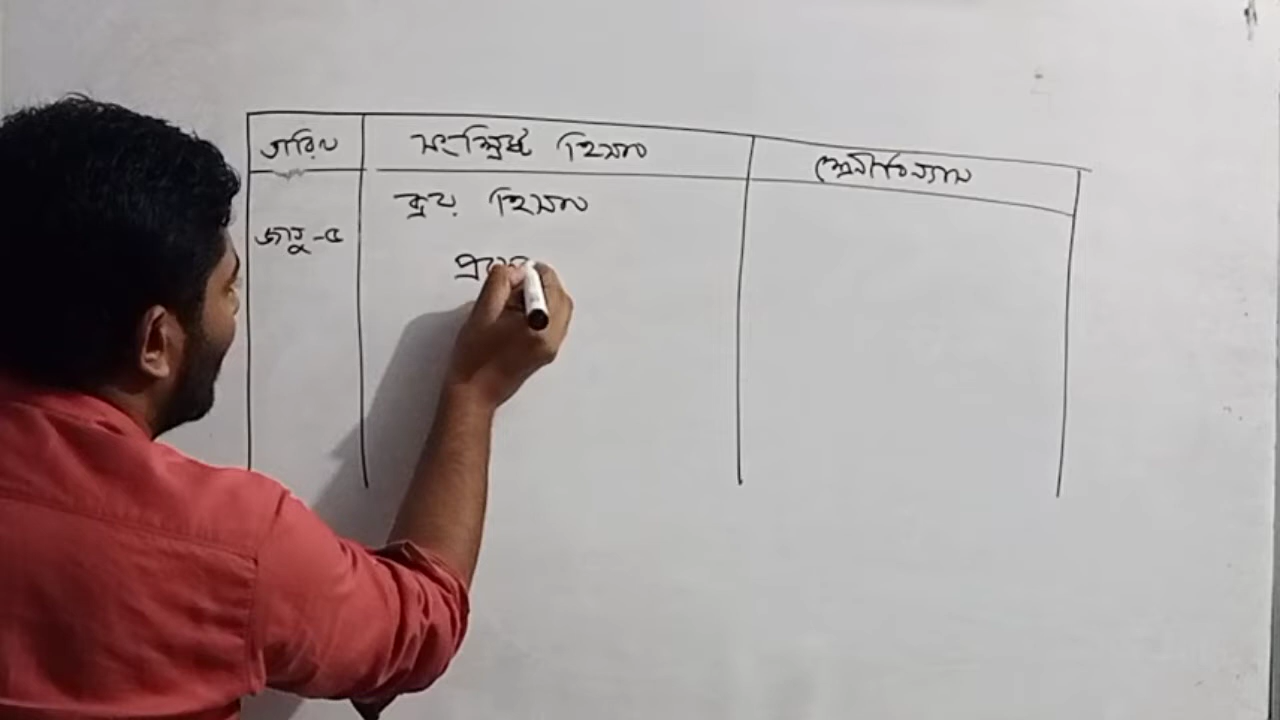 তারিখ সংশ্লিষ্ট হিসাব শ্রেণীবিন্যাস
ক্রয় হিসাব
জানু-৫